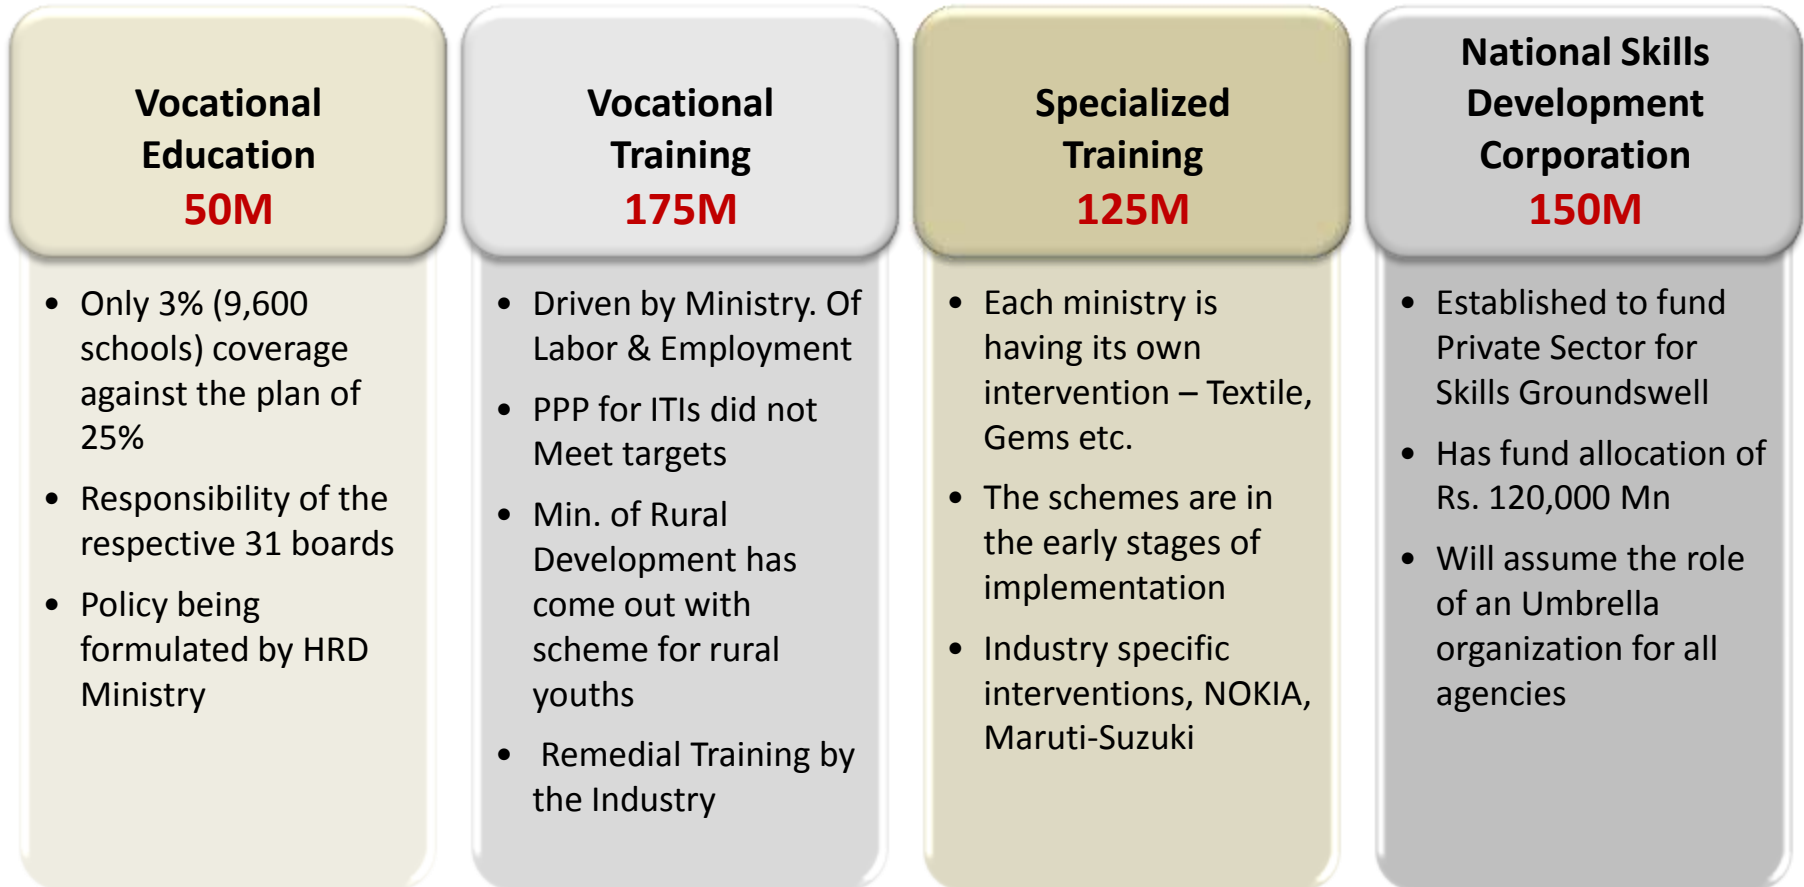 Vocational
Education
50M
• Only 3% (9,600
schools) coverage
against the plan of
25%
• Responsibility of the
respective 31 boards
• Policy being
formulated by HRD
Ministry
Vocational
Training
175M
• Driven by Ministry. Of
Labor & Employment
• PPP for ITIs did not
Meet targets
• Min. of Rural
Development has
come out with
scheme for rural
youths
• Remedial Training by
the Industry
Specialized
Training
125M
• Each ministry is
having its own
intervention – Textile,
Gems etc.
• The schemes are in
the early stages of
implementation
• Industry specific
interventions, NOKIA,
Maruti-Suzuki
National Skills
Development
Corporation
150M
• Established to fund
Private Sector for
Skills Groundswell
• Has fund allocation of
Rs. 120,000 Mn
• Will assume the role
of an Umbrella
organization for all
agencies